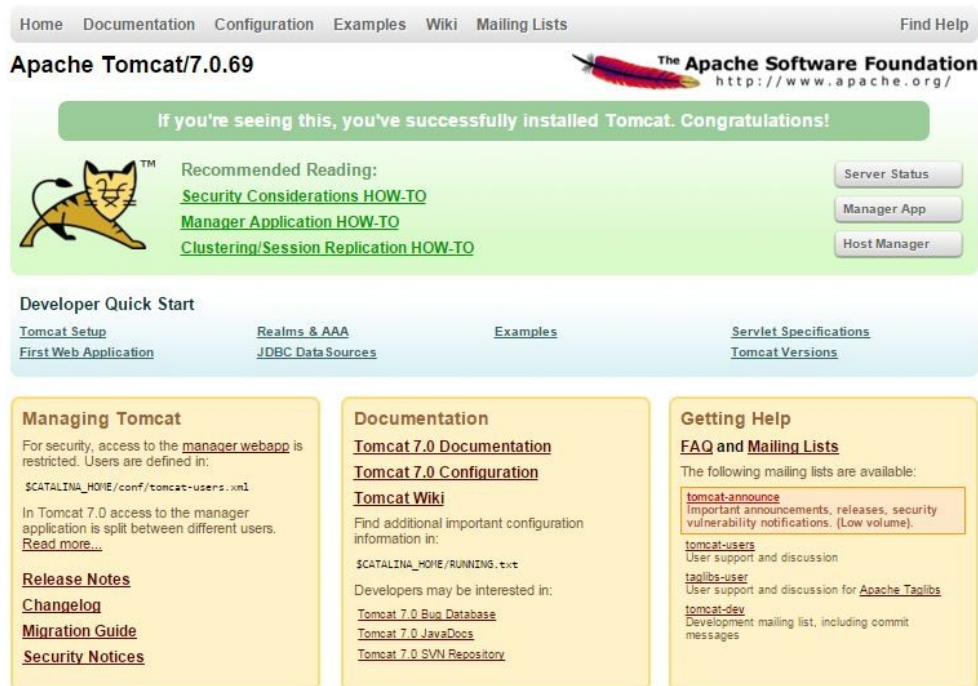 Home Documentation Configuration Examples Wiki Mailing Lists Find Help
Apache Tomcat/7.0.69
The Apache Software Foundation
http://www.apache.org/
If you're seeing this, you've successfully installed Tomcat. Congratulations!
TM
Recommended Reading:
Security Considerations HOW-TO
Manager Application HOW-TO
Clustering/Session Replication HOW-TO
Server Status
Manager App
Host Manager
Developer Quick Start
Tomcat Setup
First Web Application
Realms & AAA
JDBC DataSources
Examples
Servlet Specifications
Tomcat Versions
Managing Tomcat
For security, access to the manager webapp is
restricted. Users are defined in:
$CATALINA_HOME/conf/tomcat-users.xml
In Tomcat 7.0 access to the manager
application is split between different users.
Read more...
Release Notes
Changelog
Migration Guide
Security Notices
Documentation
Tomcat 7.0 Documentation
Tomcat 7.0 Configuration
Tomcat Wiki
Find additional important configuration
information in:
$CATALINA_HOME/RUNNING.txt
Developers may be interested in:
Tomcat 7.0 Bug Database
Tomcat 7.0 JavaDocs
Tomcat 7.0 SVN Repository
Getting Help
FAQ and Mailing Lists
The following mailing lists are available:
tomcat-announce
Important announcements, releases, security
vulnerability notifications. (Low volume).
tomcat-users
User support and discussion
taglibs-user
User support and discussion for Apache Taglibs
tomcat-dev
Development mailing list, including commit
messages